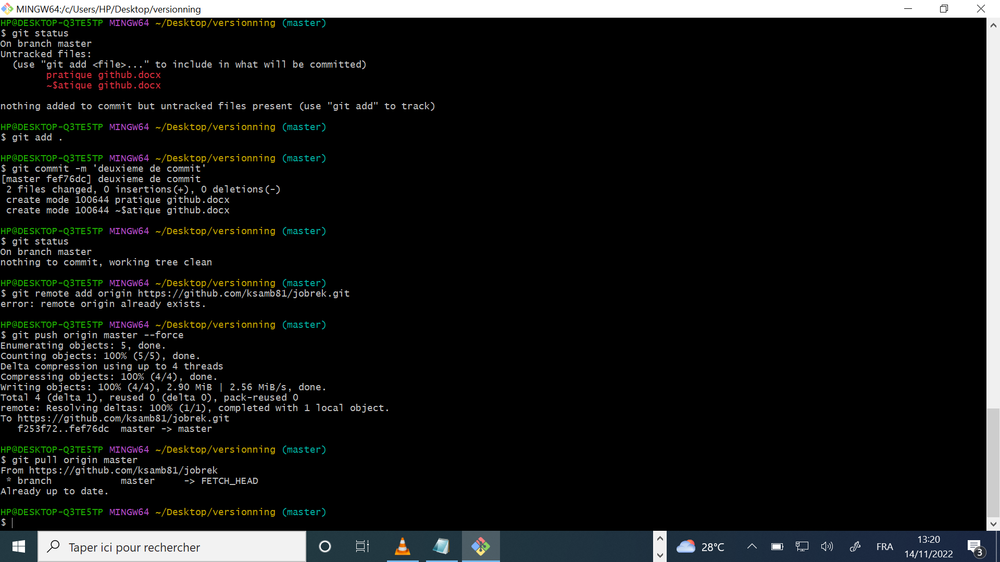 MINGW64:/c/Users/HP/Desktop/versionning
HP@DESKTOP-Q3TE5TP MINGW64 ~/Desktop/versionning (master)
$ git status
On branch master
Untracked files:
  (use "git add <file>..." to include in what will be committed)
        pratique github.docx
        ~$atique github.docx

nothing added to commit but untracked files present (use "git add" to track)

HP@DESKTOP-Q3TE5TP MINGW64 ~/Desktop/versionning (master)
$ git add .

HP@DESKTOP-Q3TE5TP MINGW64 ~/Desktop/versionning (master)
$ git commit -m 'deuxieme de commit'
[master fef76dc] deuxieme de commit
 2 files changed, 0 insertions(+), 0 deletions(-)
 create mode 100644 pratique github.docx
 create mode 100644 ~$atique github.docx

HP@DESKTOP-Q3TE5TP MINGW64 ~/Desktop/versionning (master)
$ git status
On branch master
nothing to commit, working tree clean

HP@DESKTOP-Q3TE5TP MINGW64 ~/Desktop/versionning (master)
$ git remote add origin https://github.com/ksamb81/jobrek.git
error: remote origin already exists.

HP@DESKTOP-Q3TE5TP MINGW64 ~/Desktop/versionning (master)
$ git push origin master --force
Enumerating objects: 5, done.
Counting objects: 100% (5/5), done.
Delta compression using up to 4 threads
Compressing objects: 100% (4/4), done.
Writing objects: 100% (4/4), 2.90 MiB | 2.56 MiB/s, done.
Total 4 (delta 1), reused 0 (delta 0), pack-reused 0
remote: Resolving deltas: 100% (1/1), completed with 1 local object.
To https://github.com/ksamb81/jobrek.git
   f253f72..fef76dc  master -> master

HP@DESKTOP-Q3TE5TP MINGW64 ~/Desktop/versionning (master)
$ git pull origin master
From https://github.com/ksamb81/jobrek
 * branch            master     -> FETCH_HEAD
Already up to date.

HP@DESKTOP-Q3TE5TP MINGW64 ~/Desktop/versionning (master)
$
Taper ici pour rechercher
28°C
FRA
13:20
14/11/2022
3